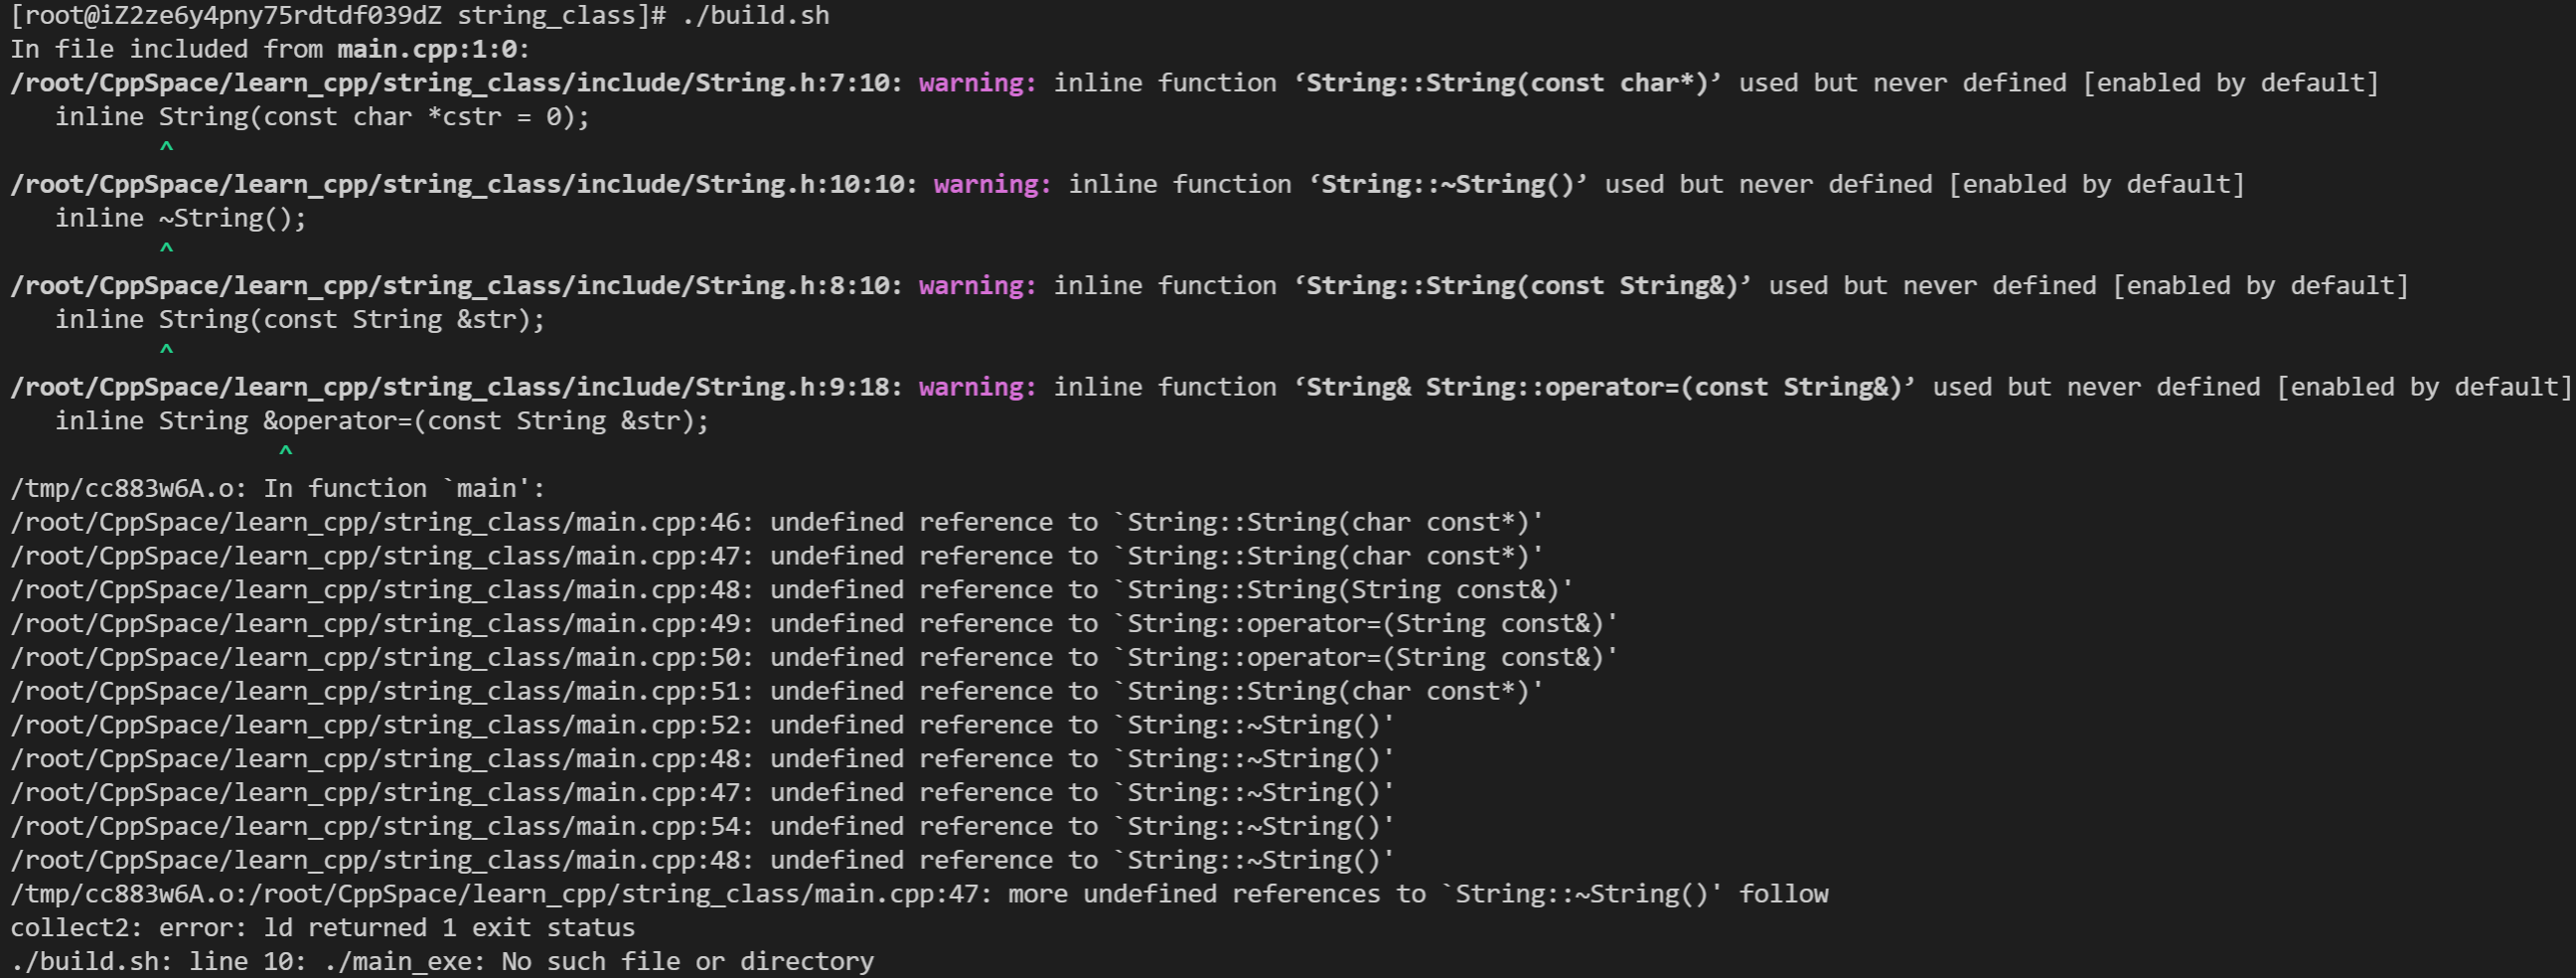 [root@iZ2ze6y4pny75rdtdf039dZ string_class]# ./build.sh
In file included from main.cpp:1:0:
/root/CppSpace/learn_cpp/string_class/include/String.h:7:10: warning: inline function ‘String::String(const char*)’ used but never defined [enabled by default]
   inline String(const char *cstr = 0);
          ^
/root/CppSpace/learn_cpp/string_class/include/String.h:10:10: warning: inline function ‘String::~String()’ used but never defined [enabled by default]
   inline ~String();
          ^
/root/CppSpace/learn_cpp/string_class/include/String.h:8:10: warning: inline function ‘String::String(const String&)’ used but never defined [enabled by default]
   inline String(const String &str);
          ^
/root/CppSpace/learn_cpp/string_class/include/String.h:9:18: warning: inline function ‘String& String::operator=(const String&)’ used but never defined [enabled by default]
   inline String &operator=(const String &str);
                  ^
/tmp/cc883w6A.o: In function `main':
/root/CppSpace/learn_cpp/string_class/main.cpp:46: undefined reference to `String::String(char const*)'
/root/CppSpace/learn_cpp/string_class/main.cpp:47: undefined reference to `String::String(char const*)'
/root/CppSpace/learn_cpp/string_class/main.cpp:48: undefined reference to `String::String(String const&)'
/root/CppSpace/learn_cpp/string_class/main.cpp:49: undefined reference to `String::operator=(String const&)'
/root/CppSpace/learn_cpp/string_class/main.cpp:50: undefined reference to `String::operator=(String const&)'
/root/CppSpace/learn_cpp/string_class/main.cpp:51: undefined reference to `String::String(char const*)'
/root/CppSpace/learn_cpp/string_class/main.cpp:52: undefined reference to `String::~String()'
/root/CppSpace/learn_cpp/string_class/main.cpp:48: undefined reference to `String::~String()'
/root/CppSpace/learn_cpp/string_class/main.cpp:47: undefined reference to `String::~String()'
/root/CppSpace/learn_cpp/string_class/main.cpp:54: undefined reference to `String::~String()'
/root/CppSpace/learn_cpp/string_class/main.cpp:48: undefined reference to `String::~String()'
/tmp/cc883w6A.o:/root/CppSpace/learn_cpp/string_class/main.cpp:47: more undefined references to `String::~String()' follow
collect2: error: ld returned 1 exit status
./build.sh: line 10: ./main_exe: No such file or directory